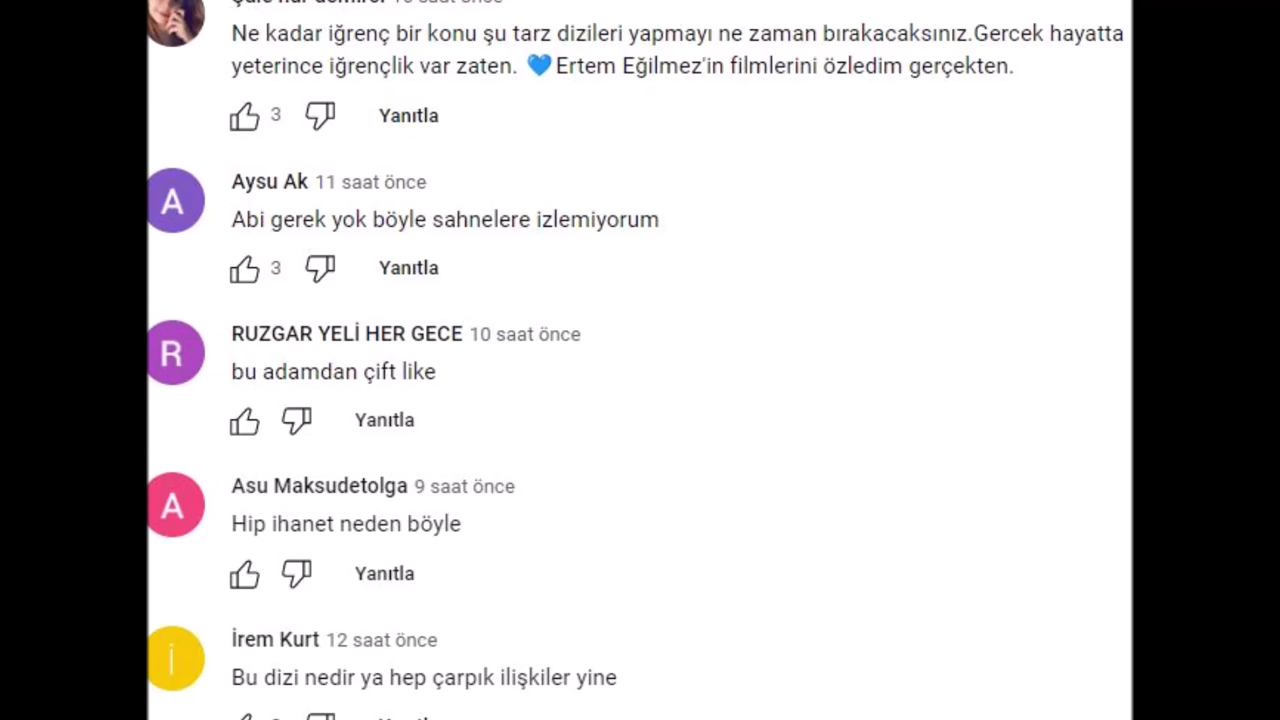 Ne kadar iğrenç bir konu şu tarz dizileri yapmayı ne zaman bırakacaksınız.Gercek hayatta
yeterince iğrençlik var zaten. 💙 Ertem Eğilmez'in filmlerini özledim gerçekten.
3 Yanıtla
Aysu Ak 11 saat önce
Abi gerek yok böyle sahnelere izlemiyorum
3 Yanıtla
RUZGAR YELİ HER GECE 10 saat önce
bu adamdan çift like
Yanıtla
Asu Maksudetolga 9 saat önce
Hip ihanet neden böyle
Yanıtla
İrem Kurt 12 saat önce
Bu dizi nedir ya hep çarpık ilişkiler yine